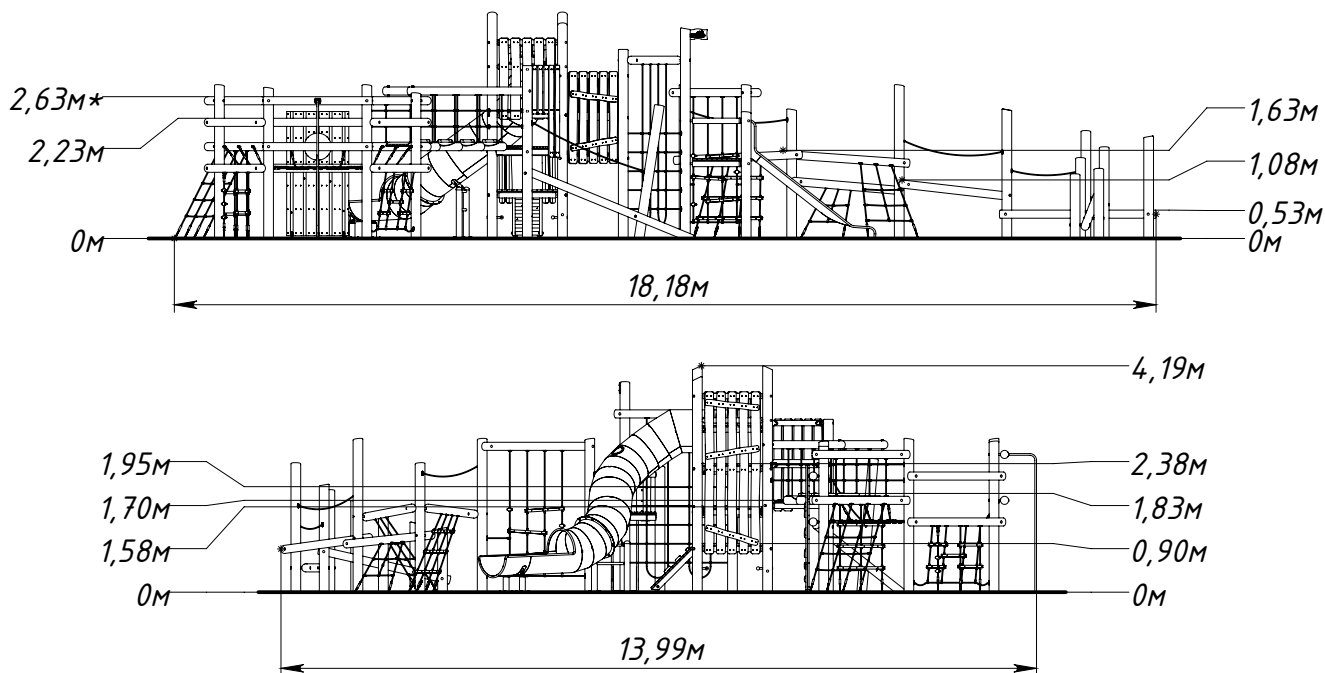 2,63м*
2,23м
0м
1,63м
1,08м
0,53м
0м
18,18м
4,19м
1,95м
1,70м
1,58м
0м
2,38м
1,83м
0,90м
0м
13,99м